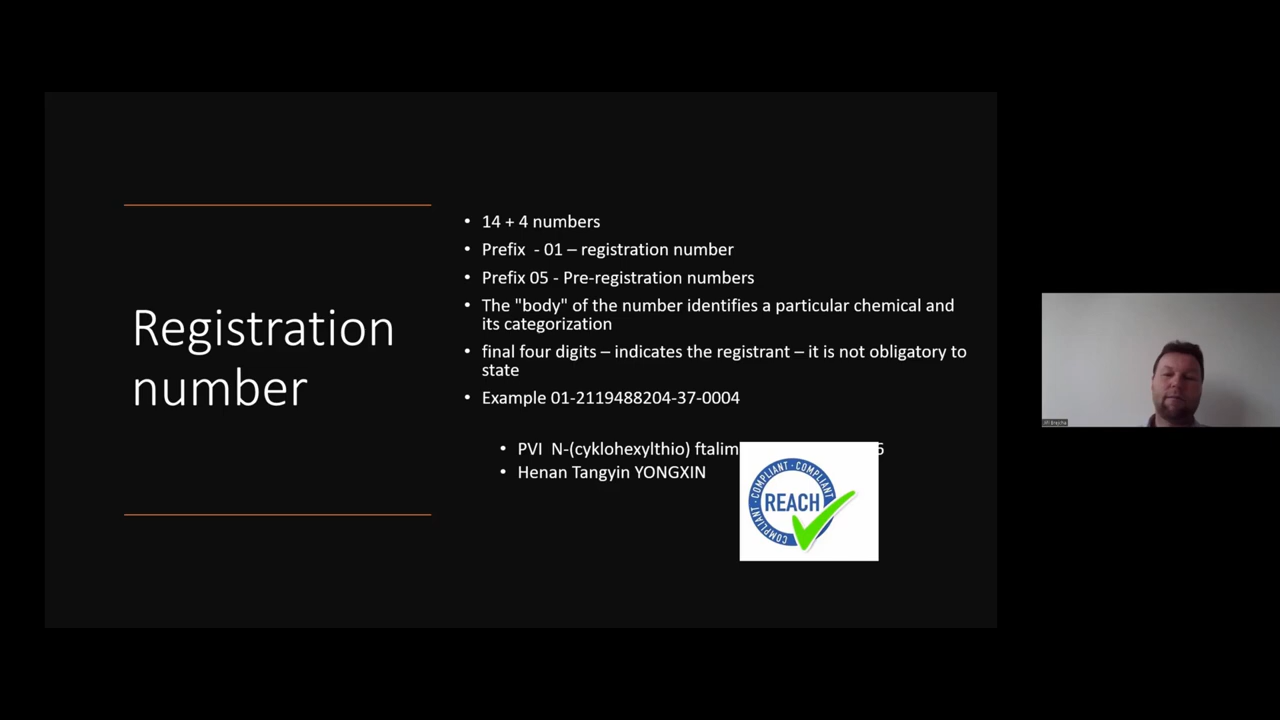 Registration
number
14 + 4 numbers
Prefix - 01 – registration number
Prefix 05 - Pre-registration numbers
The "body" of the number identifies a particular chemical and
its categorization
final four digits – indicates the registrant – it is not obligatory to
state
Example 01-2119488204-37-0004
PVI N-(cyklohexylthio)
Henan Tangyin YONGXIN
COMPLIANT · COMPLIANT
REACH
COMPLIANT